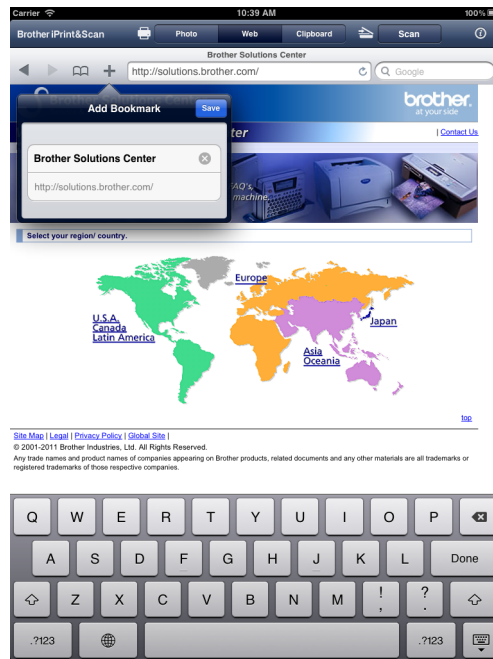 Carrier 10:39 AM 100%
Brother iPrint&Scan Photo Web Clipboard Scan
Brother Solutions Center
http://solutions.brother.com/ Google
Add Bookmark Save
brother
at your side
ter
Contact Us
Brother Solutions Center
http://solutions.brother.com/
FAQ's,
machine.
Select your region/ country.
Europe
U.S.A.
Canada
Latin America
Japan
Asia
Oceania
top
Site Map | Legal | Privacy Policy | Global Site |
© 2001-2011 Brother Industries, Ltd. All Rights Reserved.
Any trade names and product names of companies appearing on Brother products, related documents and any other materials are all trademarks or
registered trademarks of those respective companies.
Q W E R T Y U I O P
A S D F G H J K L Done
Z X C V B N M ! , ? .
.?123 .?123